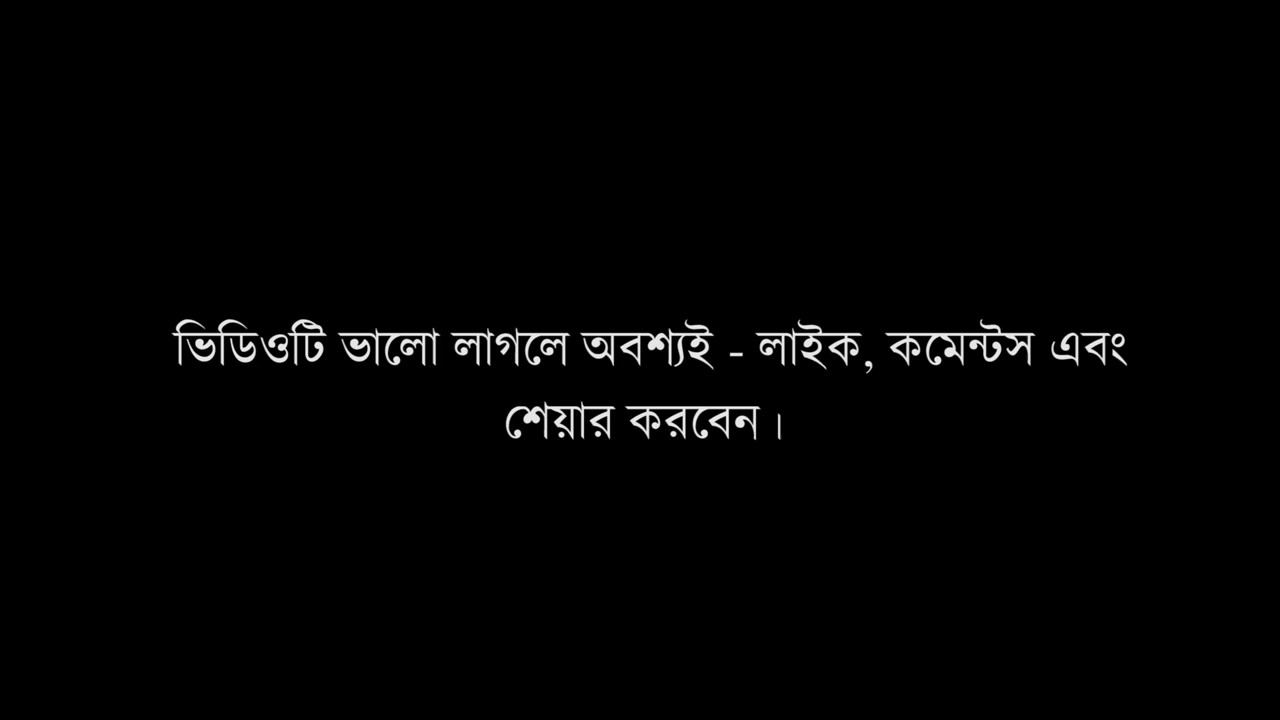 ভিডিওটি ভালো লাগলে অবশ্যই - লাইক, কমেন্টস এবং
শেয়ার করবেন।